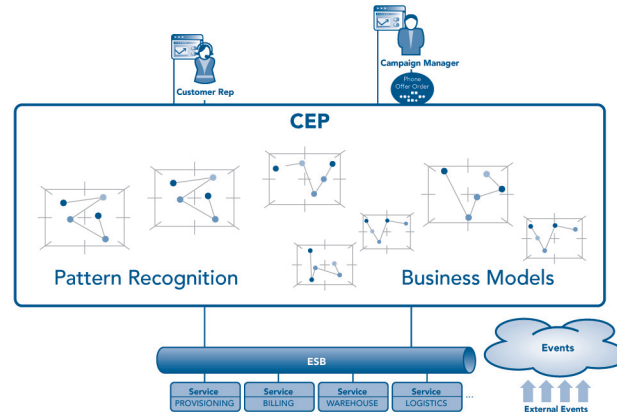 Customer Rep
Campaign Manager
Phone
Offer Order
CEP
Pattern Recognition
Business Models
ESB
Events
Service
PROVISIONING
Service
BILLING
Service
WAREHOUSE
Service
LOGISTICS
...
External Events